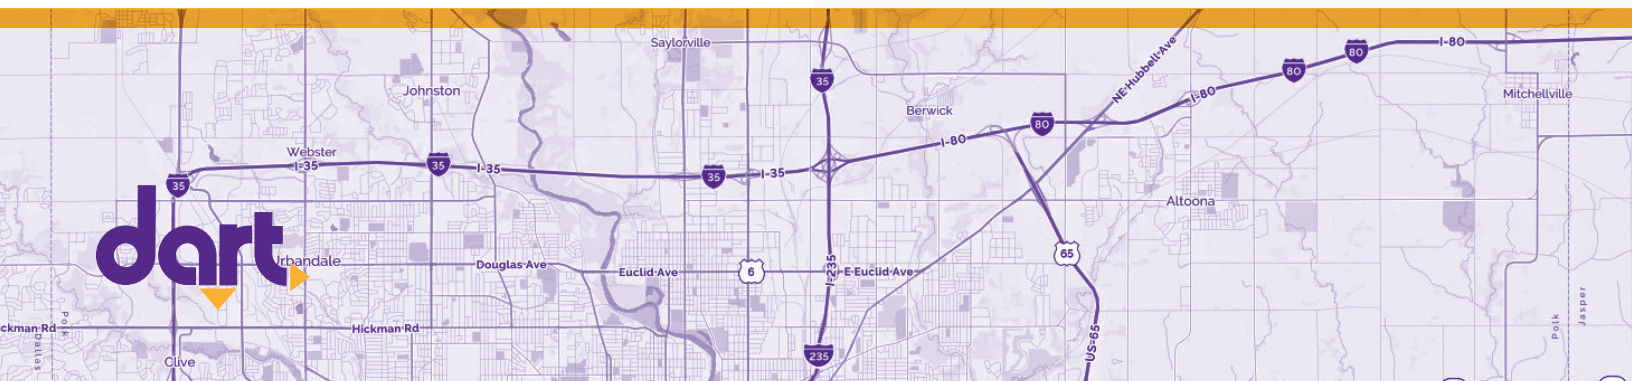 Saylorville
I-80
80
35
NE Hubbell Ave
80
Johnston
I-80
Mitchellville
Berwick
80
I-80
Webster
I-35
35
I-35
35
I-35
35
Altoona
dart
Urbandale
Douglas Ave
Euclid Ave
6
I-235
E Euclid Ave
65
Jasper
Polk
ckman Rd
Polk
Dallas
Hickman Rd
US-65
235
Clive